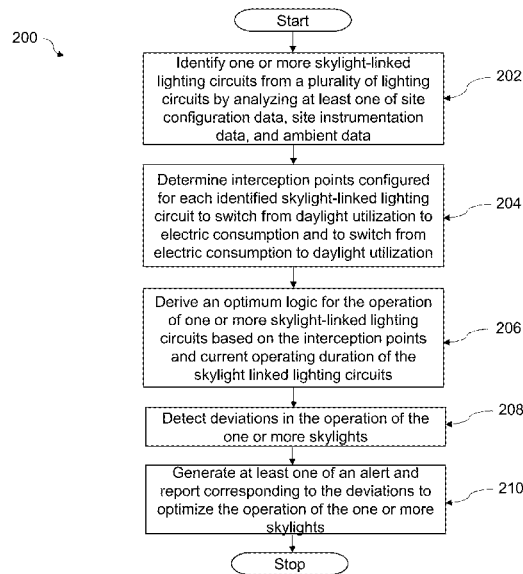 Start
200
Identify one or more skylight-linked
lighting circuits from a plurality of lighting
circuits by analyzing at least one of site
configuration data, site instrumentation
data, and ambient data
202
Determine interception points configured
for each identified skylight-linked lighting
circuit to switch from daylight utilization to
electric consumption and to switch from
electric consumption to daylight utilization
204
Derive an optimum logic for the operation
of one or more skylight-linked lighting
circuits based on the interception points
and current operating duration of the
skylight linked lighting circuits
206
Detect deviations in the operation of the
one or more skylights
208
Generate at least one of an alert and
report corresponding to the deviations to
optimize the operation of the one or more
skylights
210
Stop